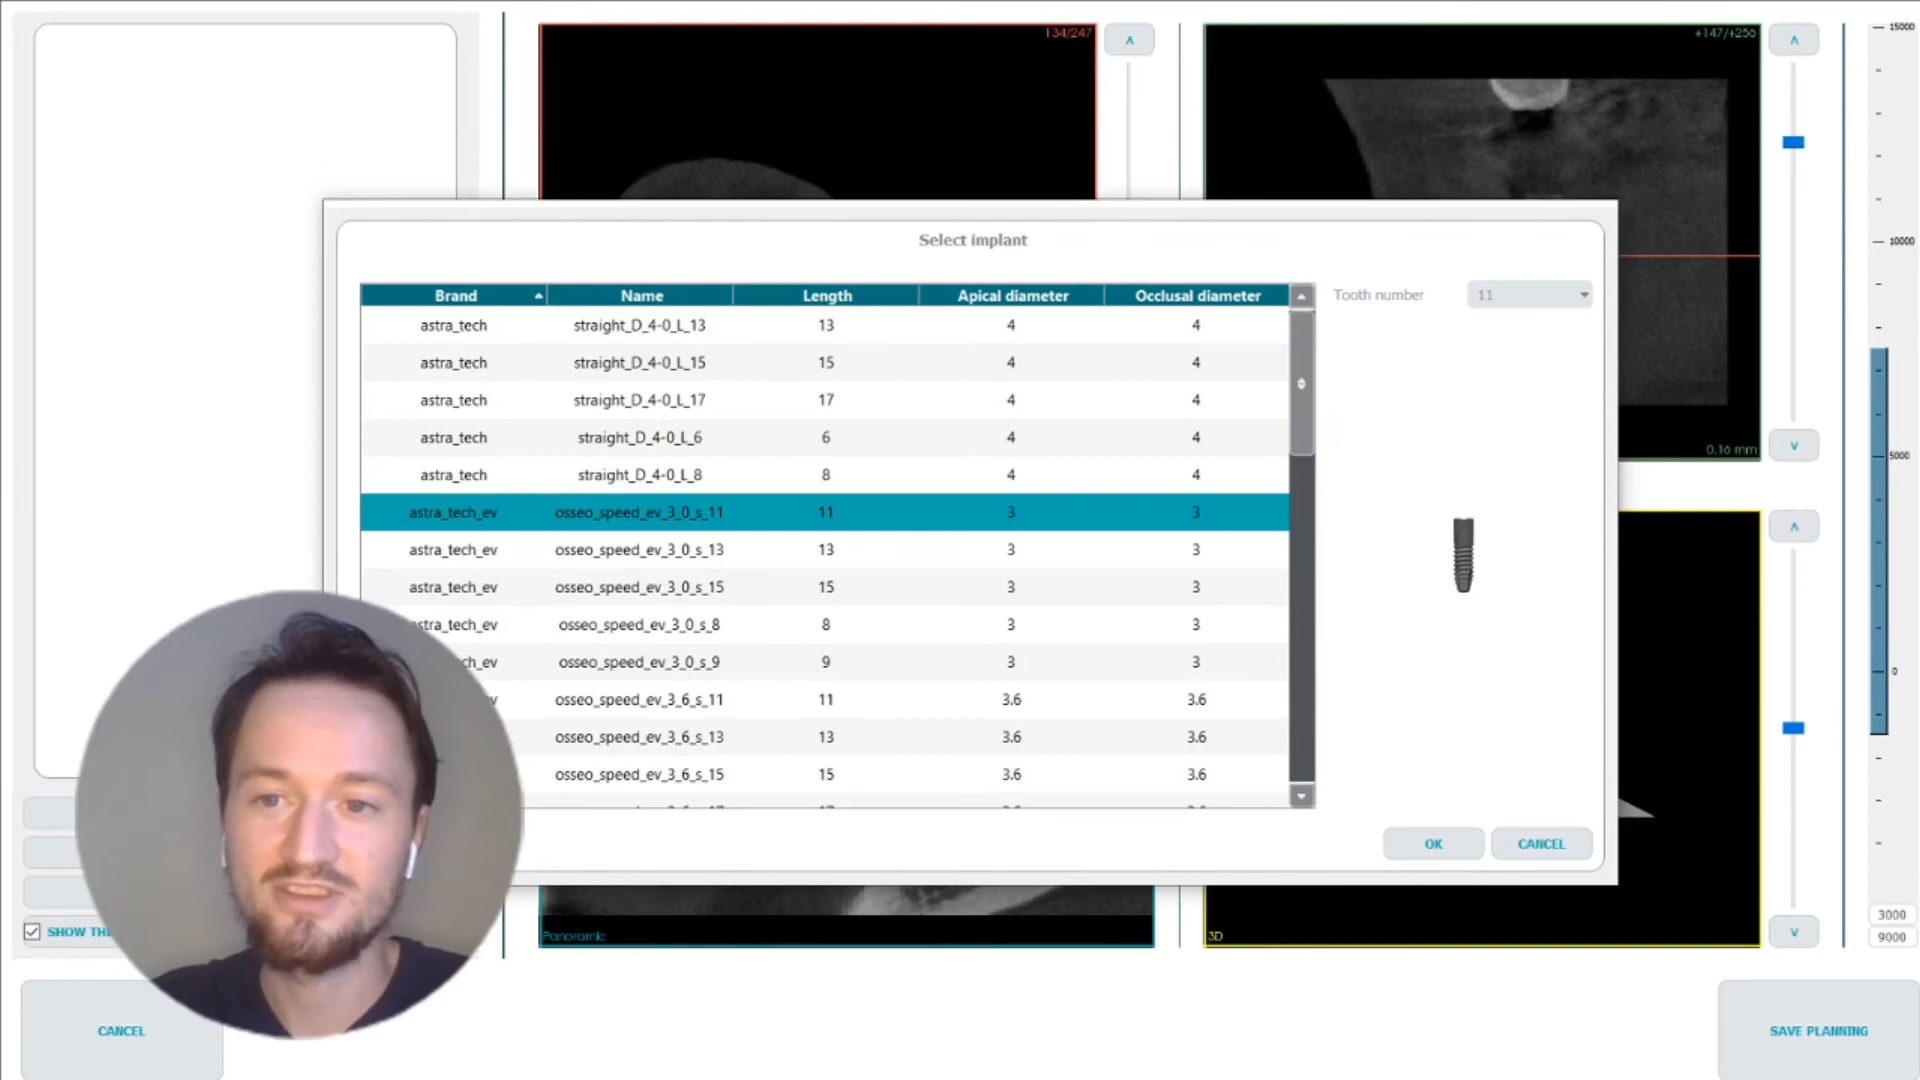 134/247
+147/+256
15000
Select implant
Brand Name Length Apical diameter Occlusal diameter
Tooth number 11
astra_tech straight_D_4-0_L_13 13 4 4
astra_tech straight_D_4-0_L_15 15 4 4
astra_tech straight_D_4-0_L_17 17 4 4
astra_tech straight_D_4-0_L_6 6 4 4
astra_tech straight_D_4-0_L_8 8 4 4
astra_tech_ev osseo_speed_ev_3_0_s_11 11 3 3
astra_tech_ev osseo_speed_ev_3_0_s_13 13 3 3
astra_tech_ev osseo_speed_ev_3_0_s_15 15 3 3
astra_tech_ev osseo_speed_ev_3_0_s_8 8 3 3
ch_ev osseo_speed_ev_3_0_s_9 9 3 3
osseo_speed_ev_3_6_s_11 11 3.6 3.6
osseo_speed_ev_3_6_s_13 13 3.6 3.6
osseo_speed_ev_3_6_s_15 15 3.6 3.6
OK CANCEL
10000
0.16 mm
5000
0
SHOW THE
Panoramic
3D
3000
9000
CANCEL
SAVE PLANNING